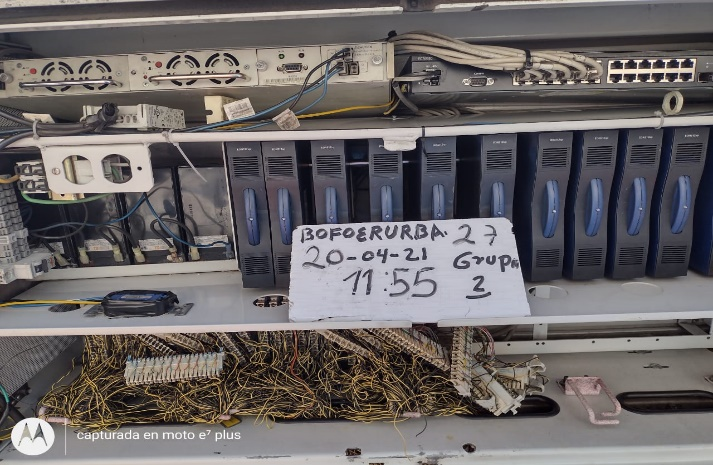 BOFOERURBA. 27
20-04-21 Grupo
11:55 2
capturada en moto e⁷ plus